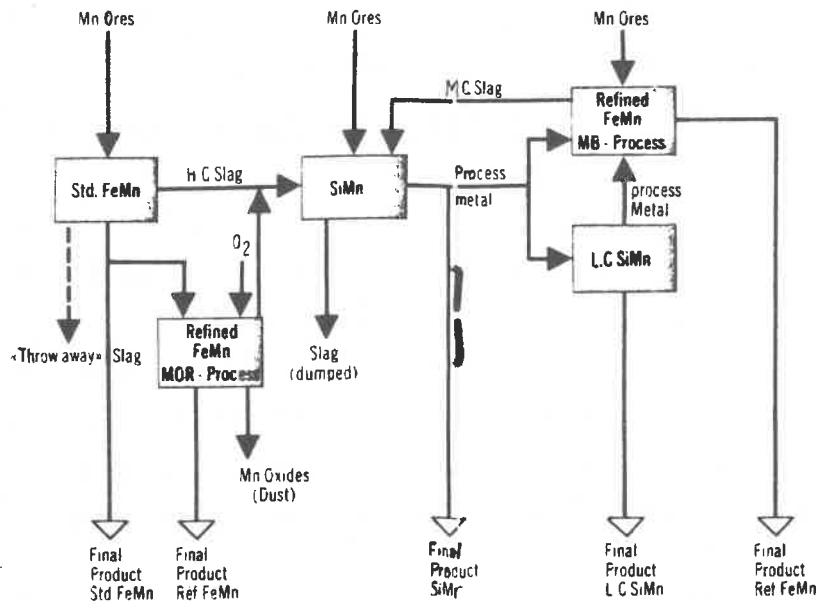 Mn Ores
Mn Ores
Mn Ores
MC Slag
Refined
FeMn
MB - Process
Std. FeMn
H C Slag
SiMn
Process
metal
process
Metal
O2
L.C SiMn
Refined
FeMn
MOR - Process
«Throw away» Slag
Slag
(dumped)
Mn Oxides
(Dust)
Final
Product
Std FeMn
Final
Product
Ref FeMn
Final
Product
SiMn
Final
Product
L C SiMn
Final
Product
Ref FeMn